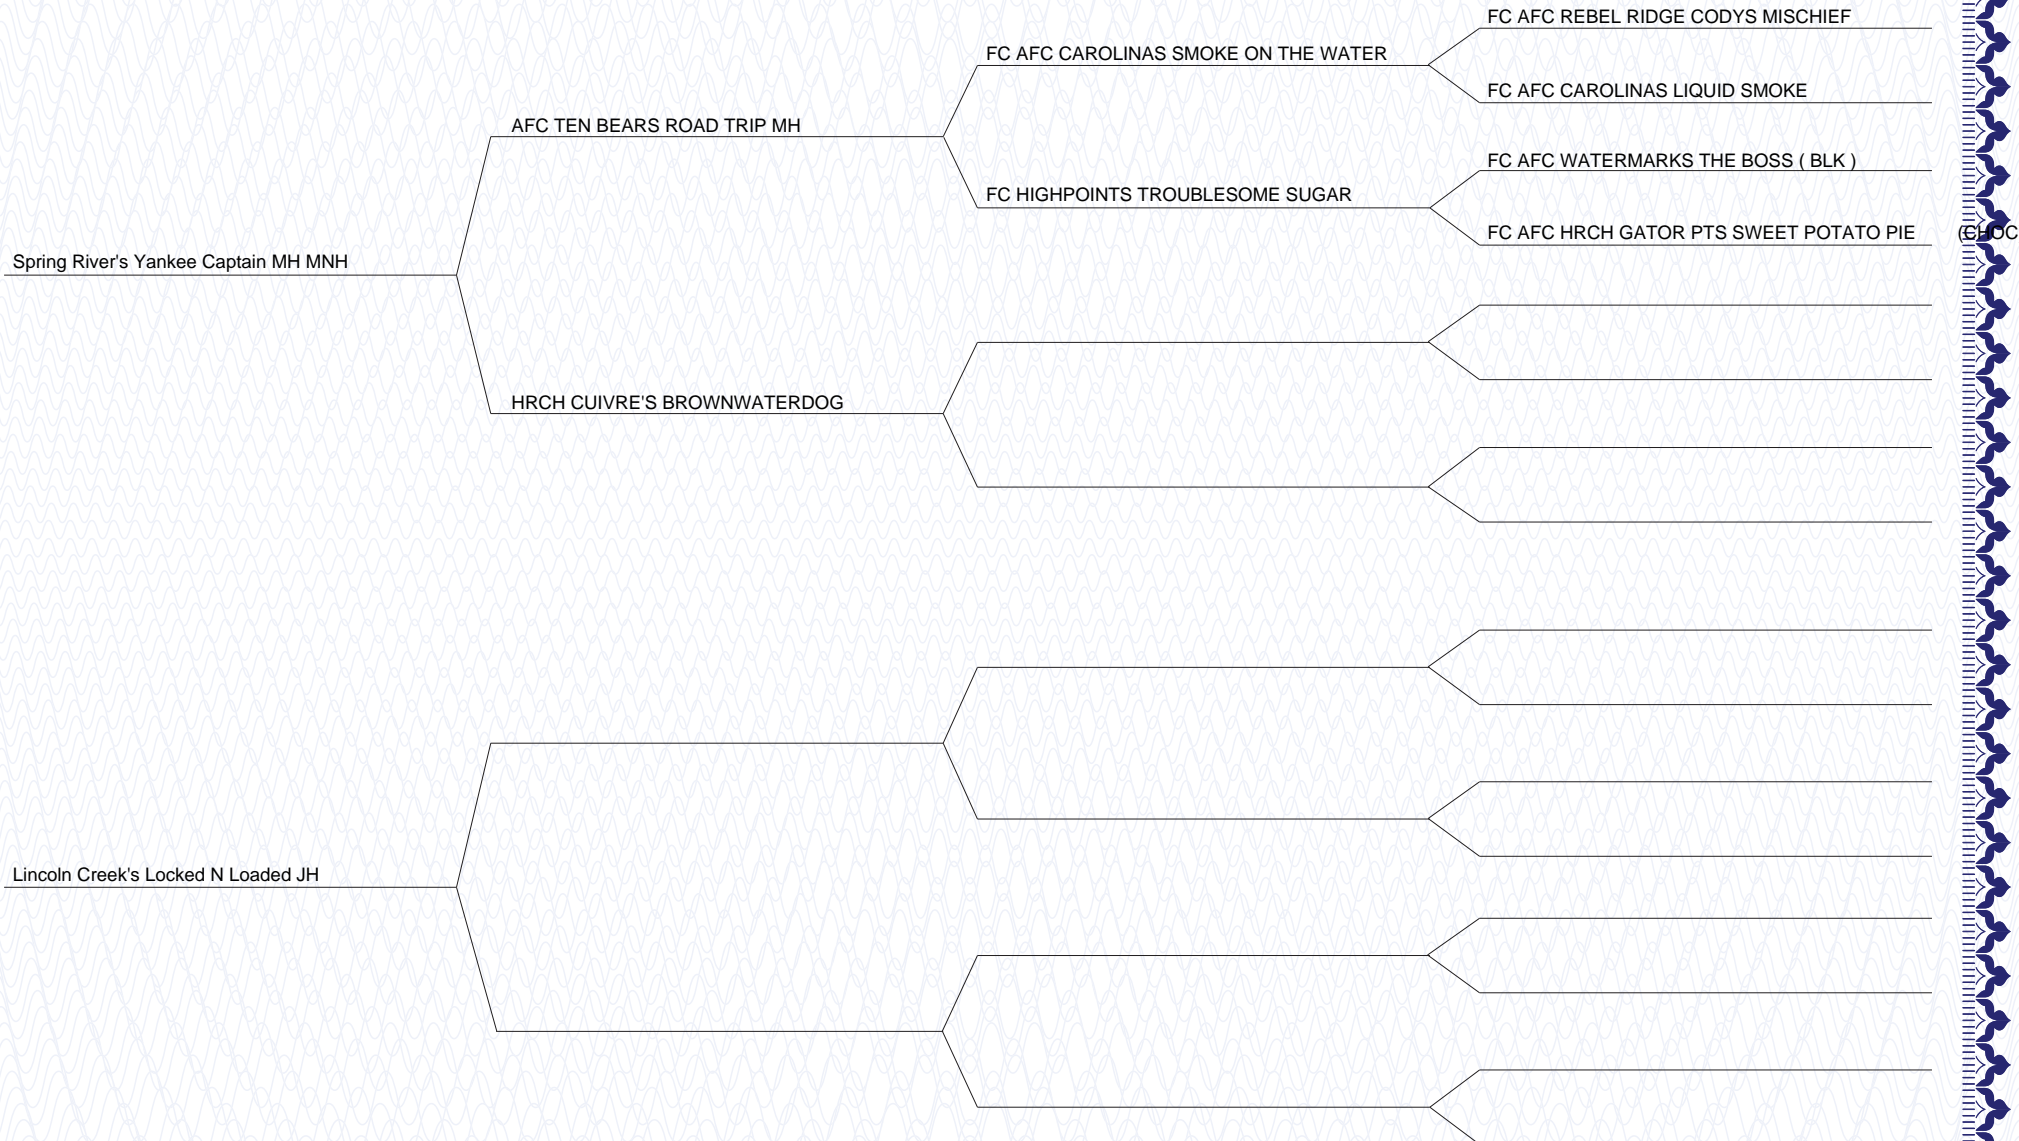 FC AFC REBEL RIDGE CODYS MISCHIEF
FC AFC CAROLINAS SMOKE ON THE WATER
FC AFC CAROLINAS LIQUID SMOKE
AFC TEN BEARS ROAD TRIP MH
FC AFC WATERMARKS THE BOSS ( BLK )
FC HIGHPOINTS TROUBLESOME SUGAR
FC AFC HRCH GATOR PTS SWEET POTATO PIE (CHOC
Spring River's Yankee Captain MH MNH
HRCH CUIVRE'S BROWNWATERDOG
Lincoln Creek's Locked N Loaded JH